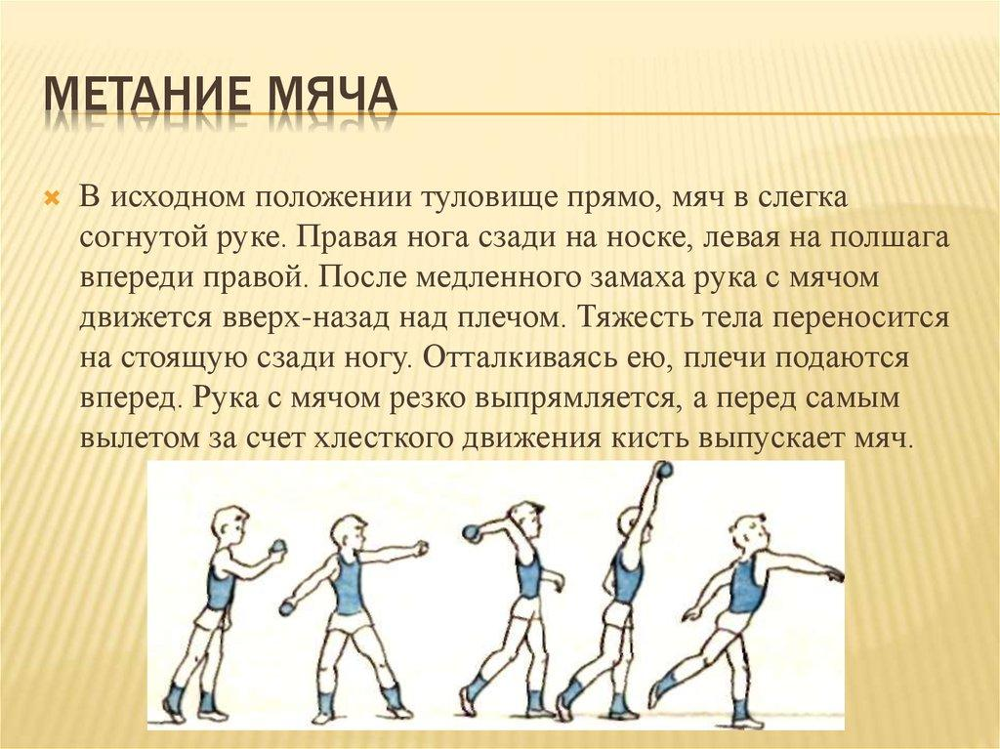 МЕТАНИЕ МЯЧА
В исходном положении туловище прямо, мяч в слегка
согнутой руке. Правая нога сзади на носке, левая на полшага
впереди правой. После медленного замаха рука с мячом
движется вверх-назад над плечом. Тяжесть тела переносится
на стоящую сзади ногу. Отталкиваясь ею, плечи подаются
вперед. Рука с мячом резко выпрямляется, а перед самым
вылетом за счет хлесткого движения кисть выпускает мяч.